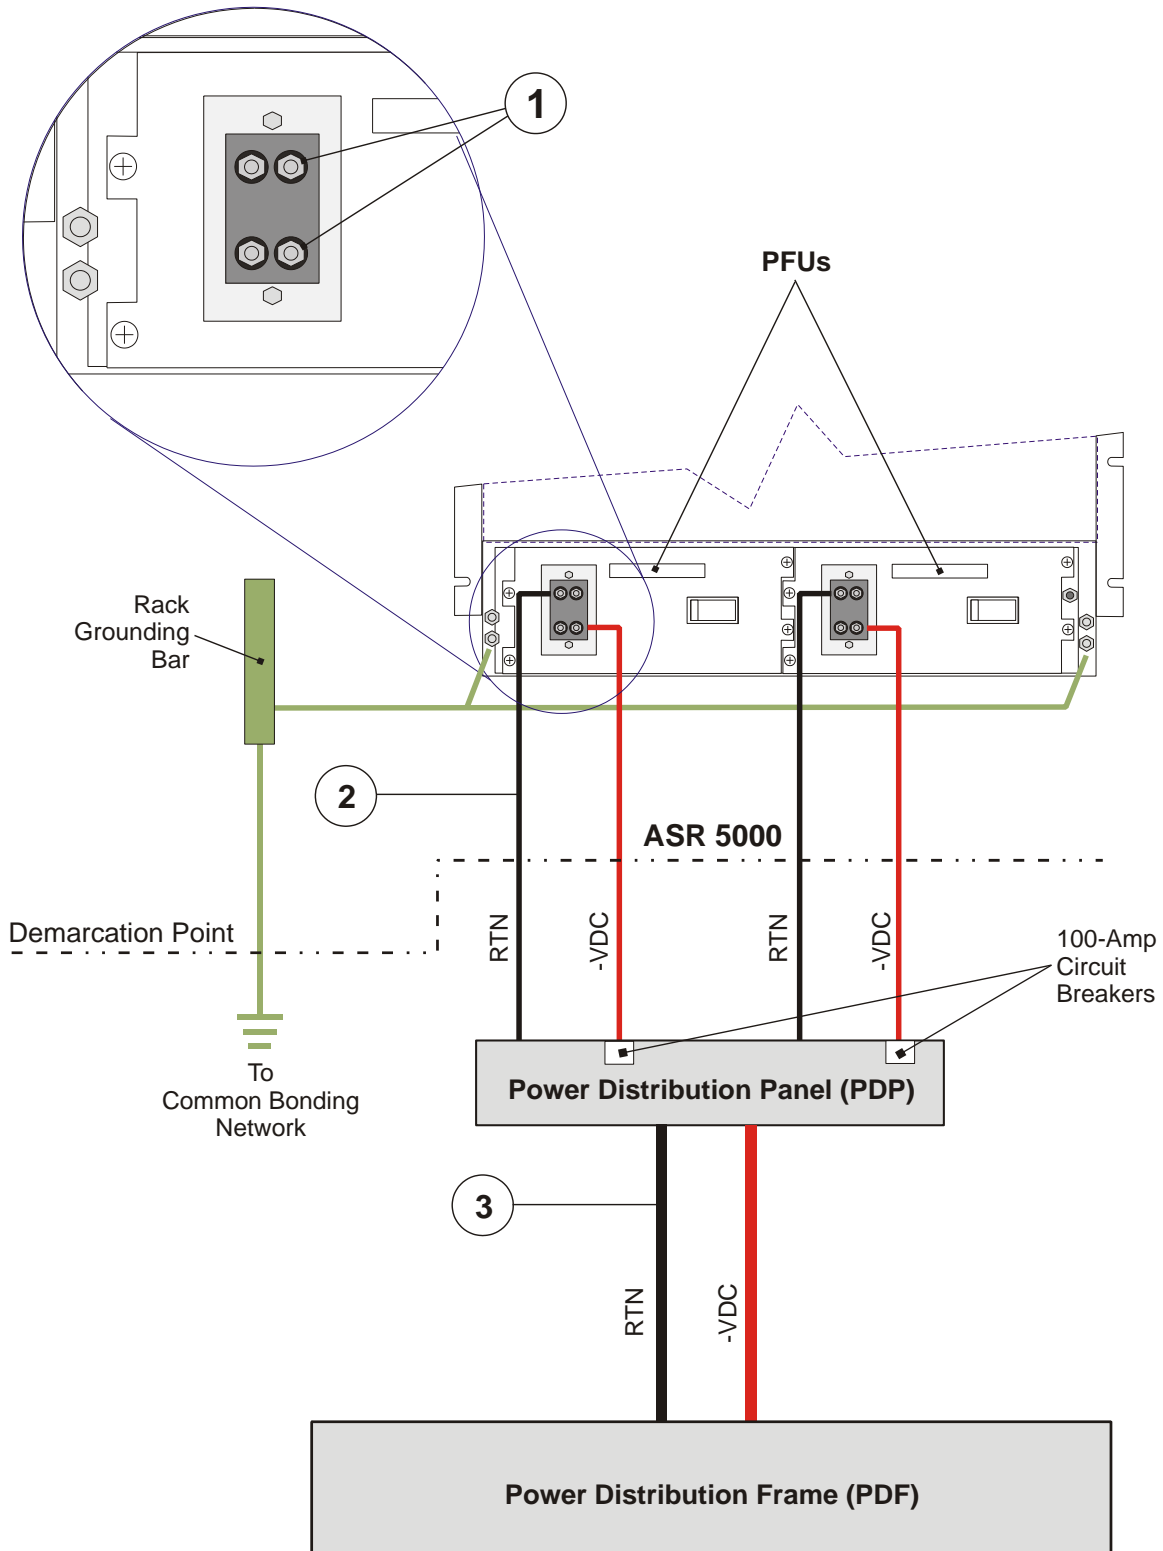 1
PFUs
Rack
Grounding
Bar
2
ASR 5000
RTN
-VDC
RTN
-VDC
Demarcation Point
100-Amp
Circuit
Breakers
To
Common Bonding
Network
Power Distribution Panel (PDP)
3
RTN
-VDC
Power Distribution Frame (PDF)